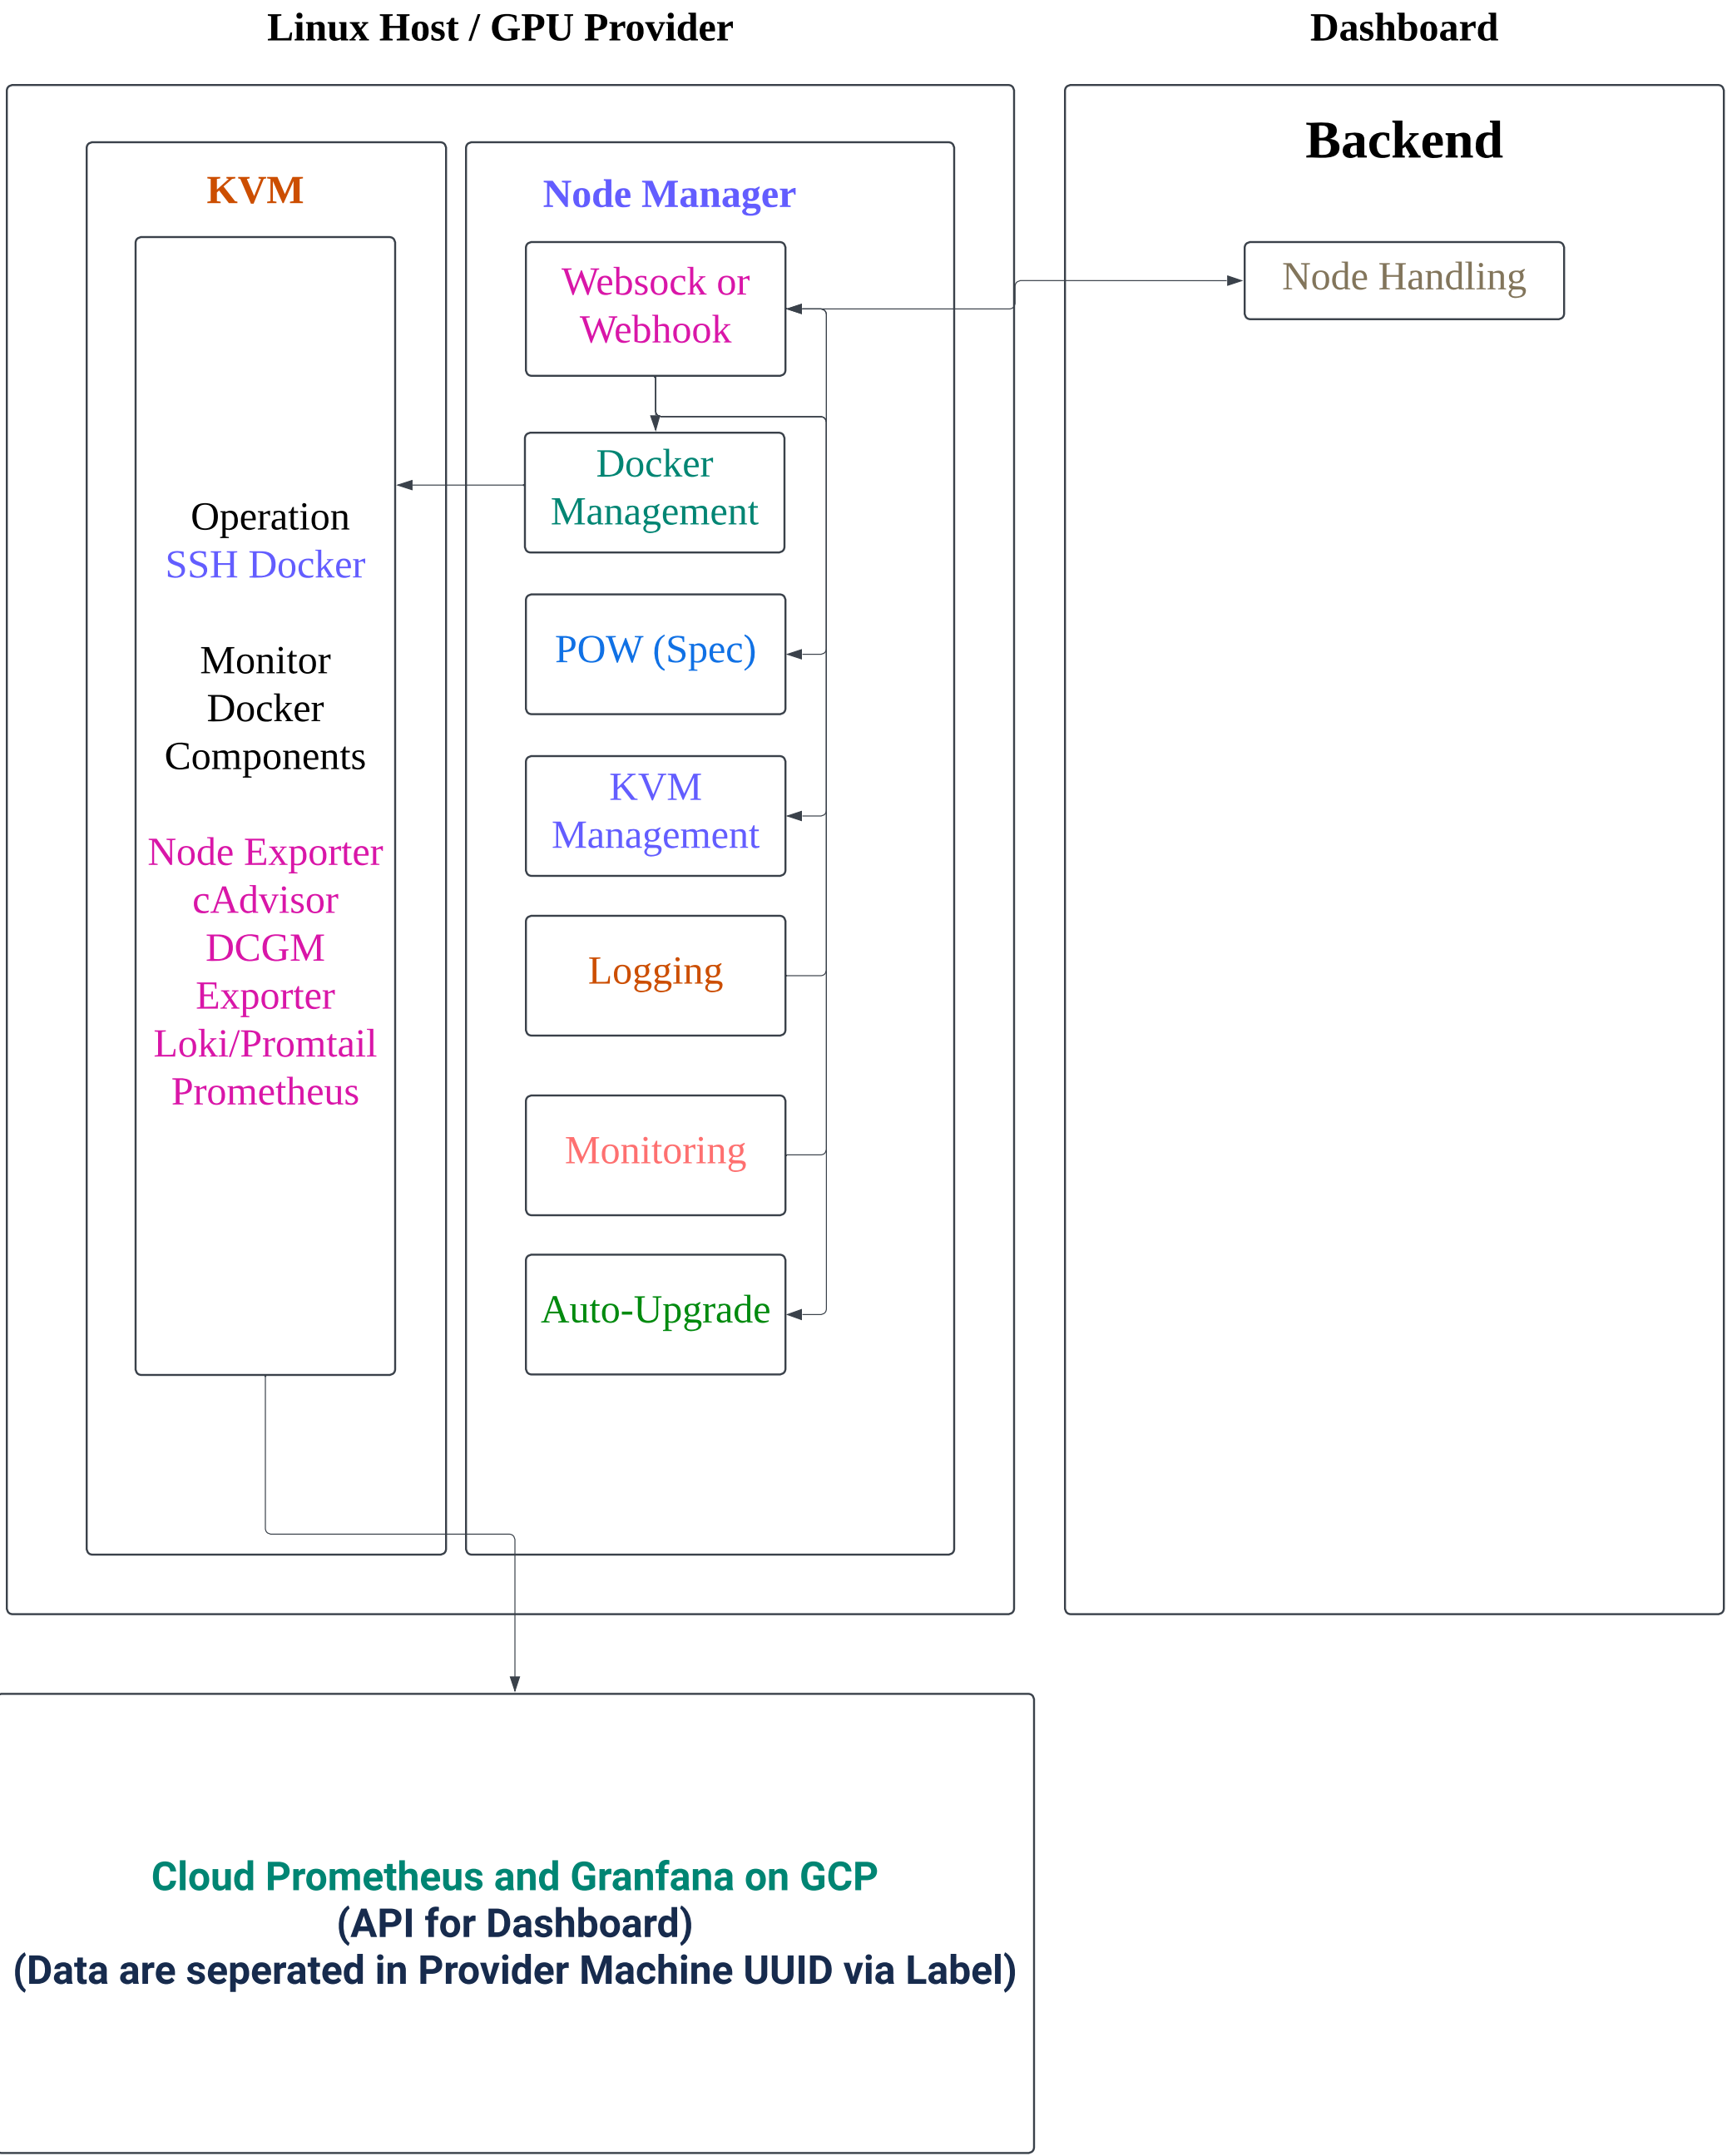 Linux Host / GPU Provider
Dashboard
KVM
Operation
SSH Docker
Monitor
Docker
Components
Node Exporter
cAdvisor
DCGM
Exporter
Loki/Promtail
Prometheus
Node Manager
Websock or
Webhook
Docker
Management
POW (Spec)
KVM
Management
Logging
Monitoring
Auto-Upgrade
Backend
Node Handling
Cloud Prometheus and Granfana on GCP
(API for Dashboard)
(Data are seperated in Provider Machine UUID via Label)